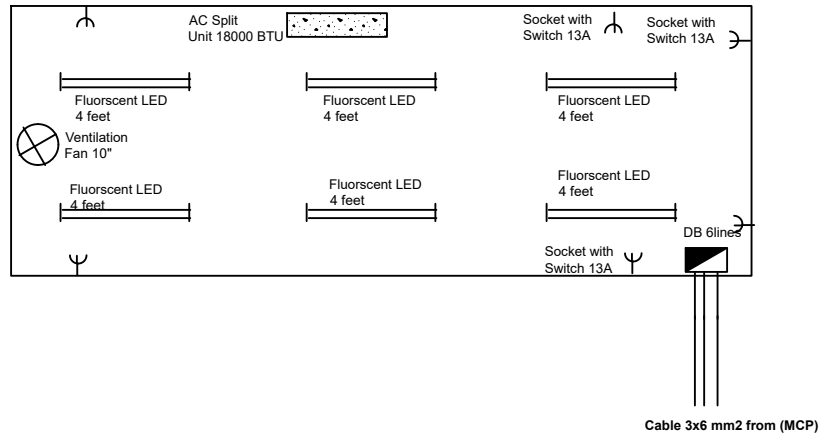 AC Split
Unit 18000 BTU
Socket with
Switch 13A
Socket with
Switch 13A
Fluorscent LED
4 feet
Fluorscent LED
4 feet
Fluorscent LED
4 feet
Ventilation
Fan 10"
Fluorscent LED
4 feet
Fluorscent LED
4 feet
Fluorscent LED
4 feet
Socket with
Switch 13A
DB 6lines
Cable 3x6 mm2 from (MCP)